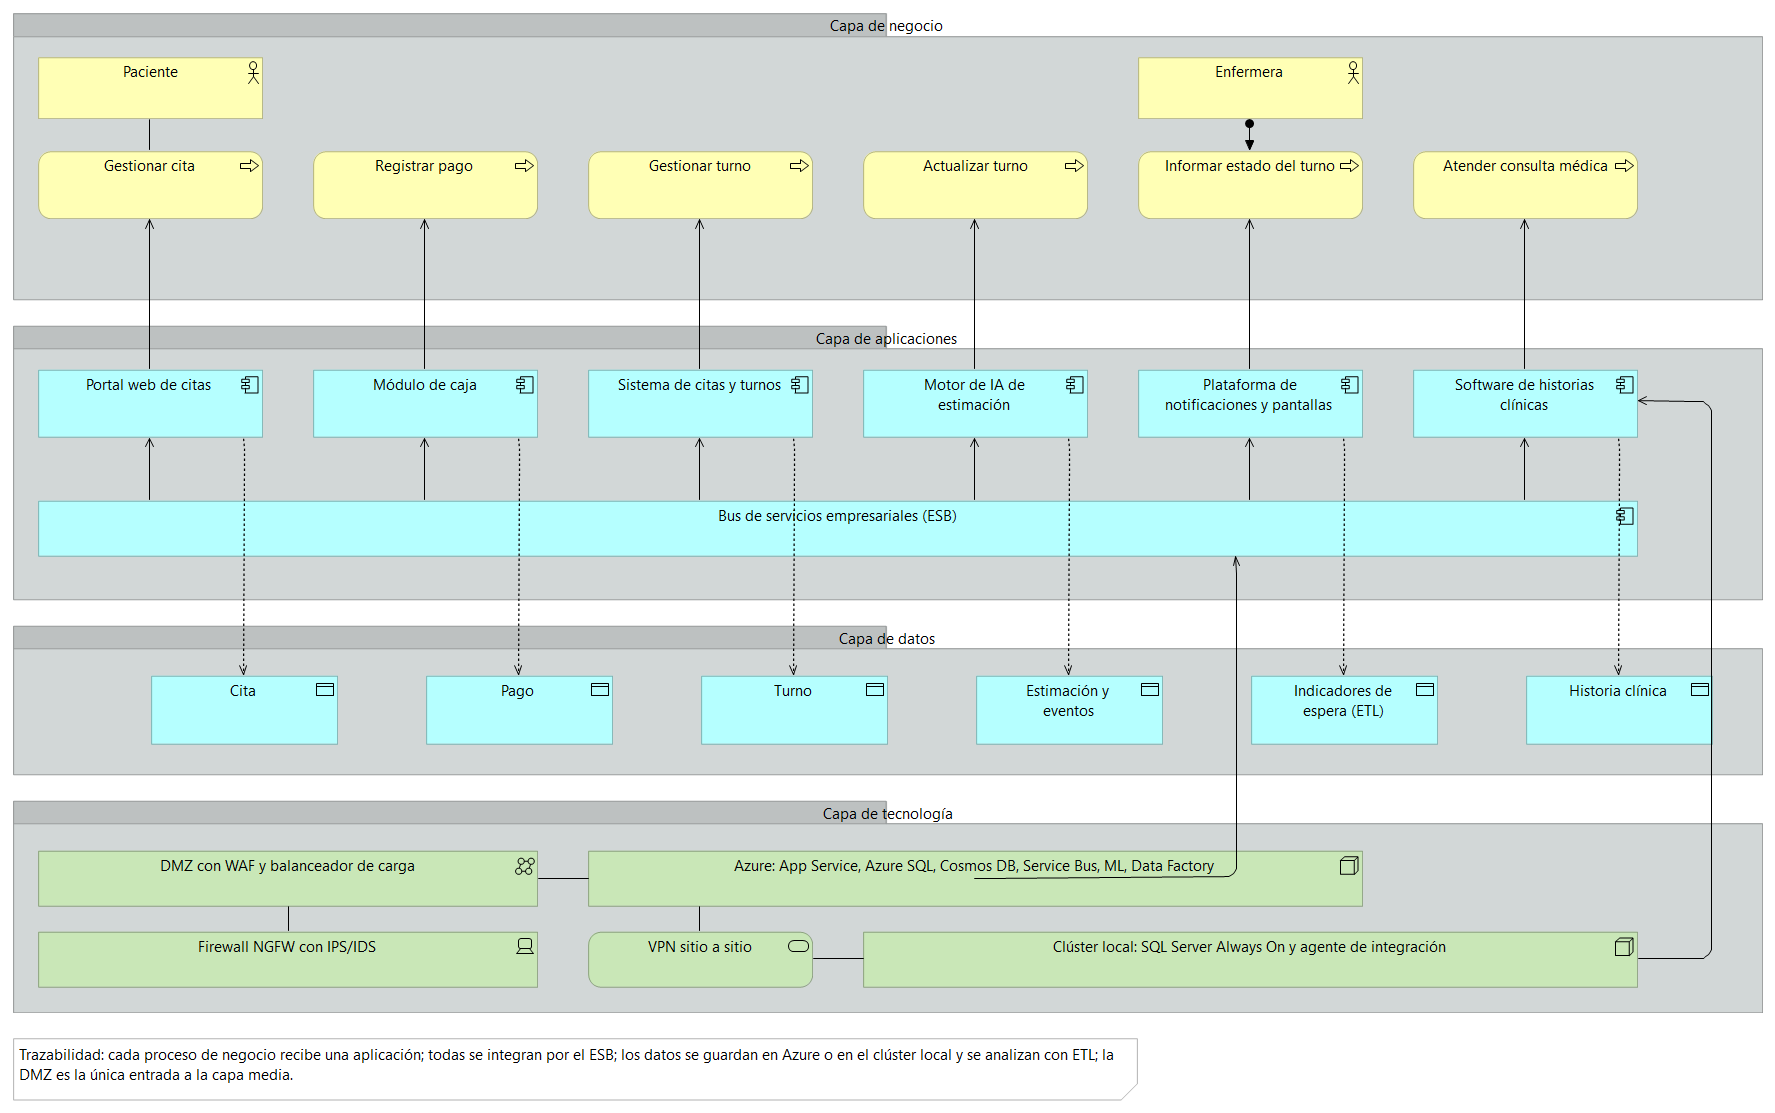 Capa de negocio
Paciente
Enfermera
Gestionar cita
Registrar pago
Gestionar turno
Actualizar turno
Informar estado del turno
Atender consulta médica
Capa de aplicaciones
Portal web de citas
Módulo de caja
Sistema de citas y turnos
Motor de IA de
estimación
Plataforma de
notificaciones y pantallas
Software de historias
clínicas
Bus de servicios empresariales (ESB)
Capa de datos
Cita
Pago
Turno
Estimación y
eventos
Indicadores de
espera (ETL)
Historia clínica
Capa de tecnología
DMZ con WAF y balanceador de carga
Azure: App Service, Azure SQL, Cosmos DB, Service Bus, ML, Data Factory
Firewall NGFW con IPS/IDS
VPN sitio a sitio
Clúster local: SQL Server Always On y agente de integración
Trazabilidad: cada proceso de negocio recibe una aplicación; todas se integran por el ESB; los datos se guardan en Azure o en el clúster local y se analizan con ETL; la
DMZ es la única entrada a la capa media.